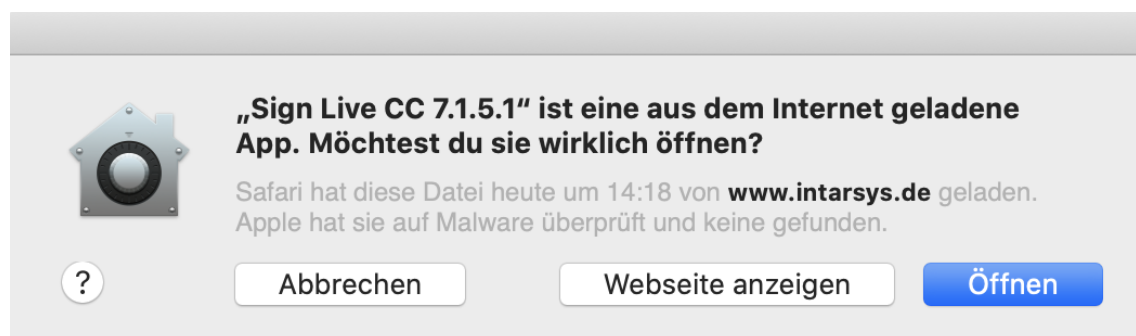 „Sign Live CC 7.1.5.1“ ist eine aus dem Internet geladene
App. Möchtest du sie wirklich öffnen?
Safari hat diese Datei heute um 14:18 von www.intarsys.de geladen.
Apple hat sie auf Malware überprüft und keine gefunden.
? Abbrechen Webseite anzeigen Öffnen